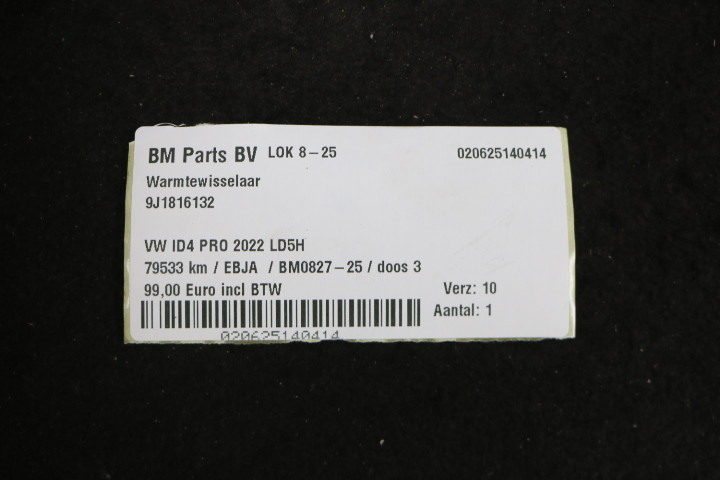 BM Parts BV LOK 8-25 020625140414
Warmtewisselaar
9J1816132
VW ID4 PRO 2022 LD5H
79533 km / EBJA / BM0827-25 / doos 3
99,00 Euro incl BTW Verz: 10
Aantal: 1
020625140414